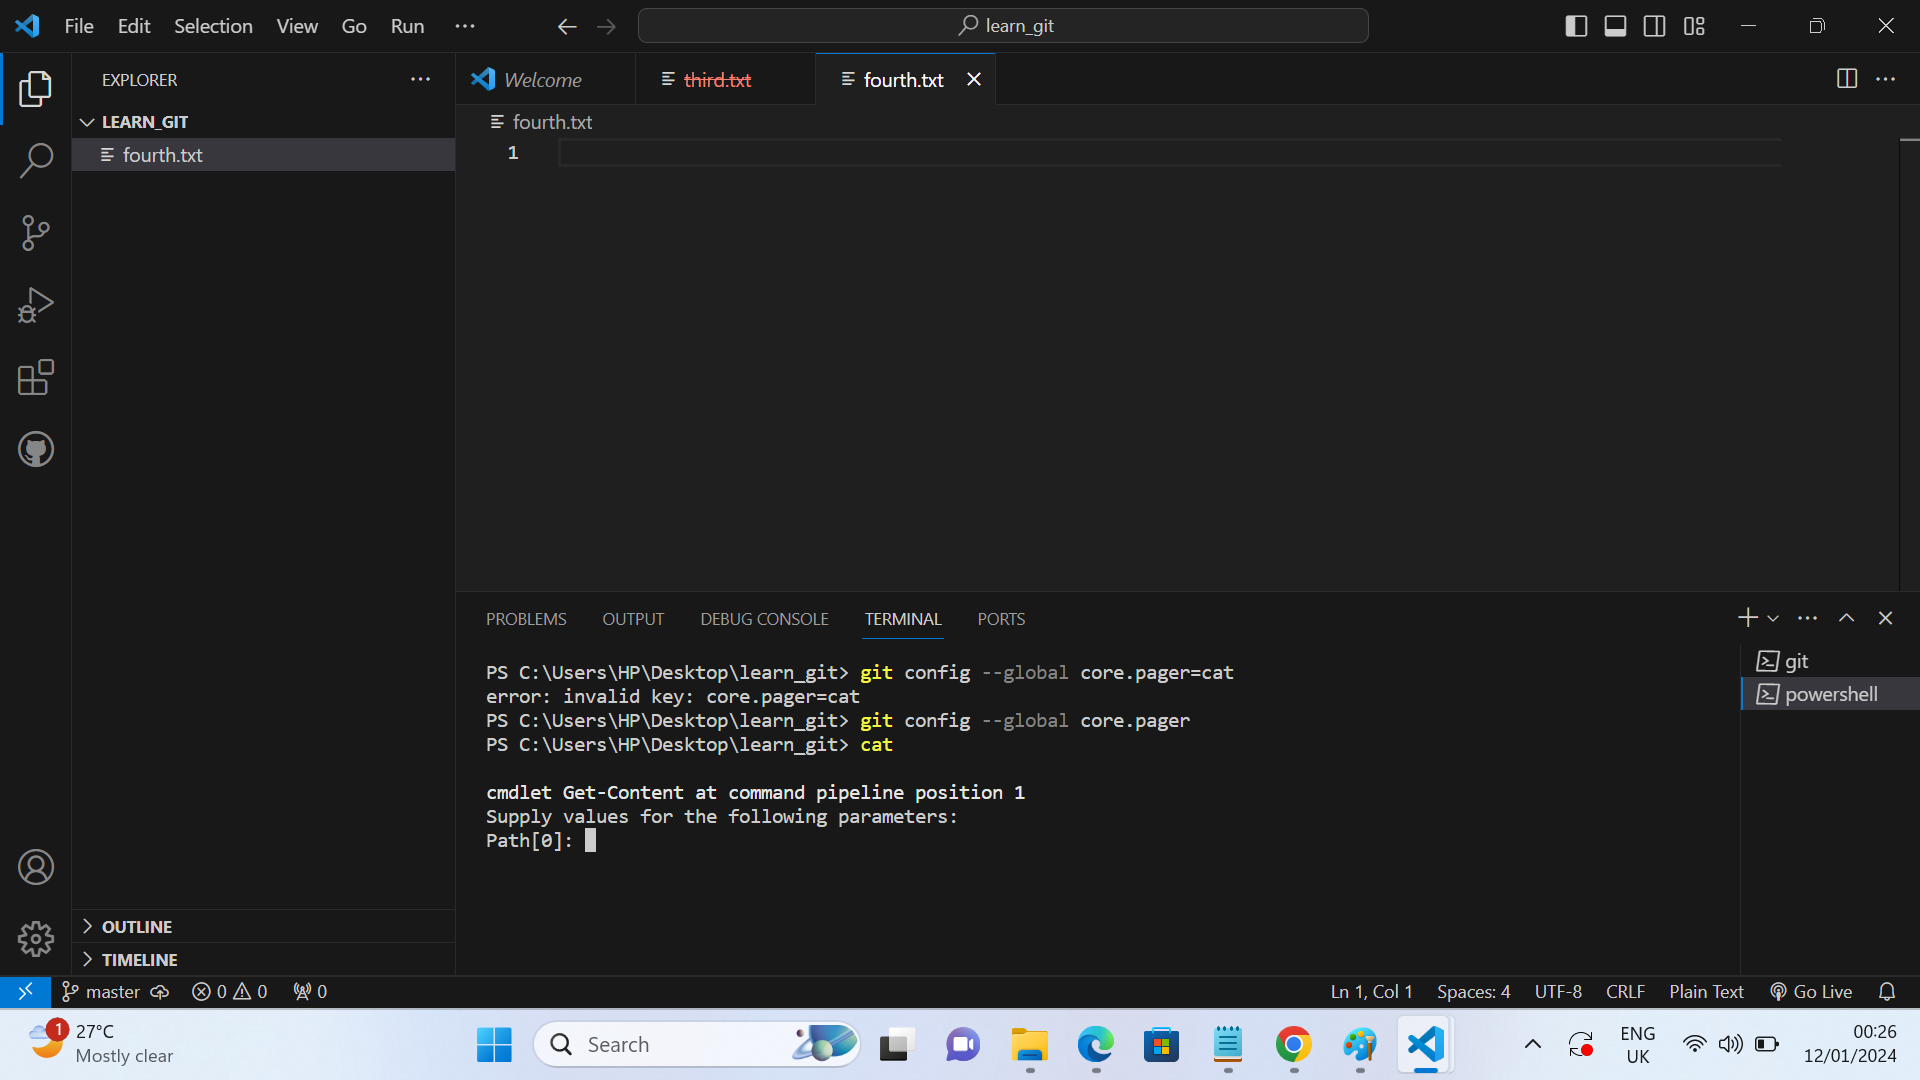 File Edit Selection View Go Run ··· learn_git
EXPLORER ···
Welcome third.txt fourth.txt
LEARN_GIT
fourth.txt
fourth.txt
1
PROBLEMS OUTPUT DEBUG CONSOLE TERMINAL PORTS
PS C:\Users\HP\Desktop\learn_git> git config --global core.pager=cat
error: invalid key: core.pager=cat
PS C:\Users\HP\Desktop\learn_git> git config --global core.pager
PS C:\Users\HP\Desktop\learn_git> cat
cmdlet Get-Content at command pipeline position 1
Supply values for the following parameters:
Path[0]:
git
powershell
OUTLINE
TIMELINE
master 0 0 0 Ln 1, Col 1 Spaces: 4 UTF-8 CRLF Plain Text Go Live
1 27°C
Mostly clear
Search
ENG
UK
00:26
12/01/2024